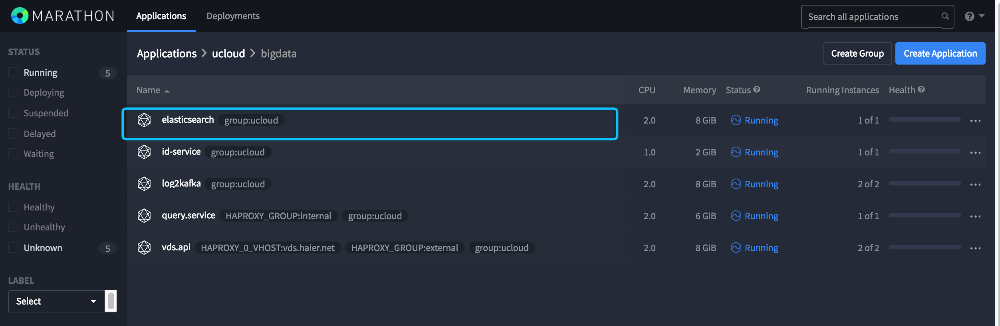 MARATHON Applications Deployments Search all applications
STATUS
Running 5
Deploying
Suspended
Delayed
Waiting
HEALTH
Healthy
Unhealthy
Unknown 5
LABEL
Select
Applications > ucloud > bigdata Create Group Create Application
Name CPU Memory Status Running Instances Health
elasticsearch group:ucloud 2.0 8 GiB Running 1 of 1
id-service group:ucloud 1.0 2 GiB Running 1 of 1
log2kafka group:ucloud 2.0 8 GiB Running 2 of 2
query.service HAPROXY_GROUP:internal group:ucloud 2.0 6 GiB Running 1 of 1
vds.api HAPROXY_0_VHOST:vds.haier.net HAPROXY_GROUP:external group:ucloud 2.0 8 GiB Running 2 of 2